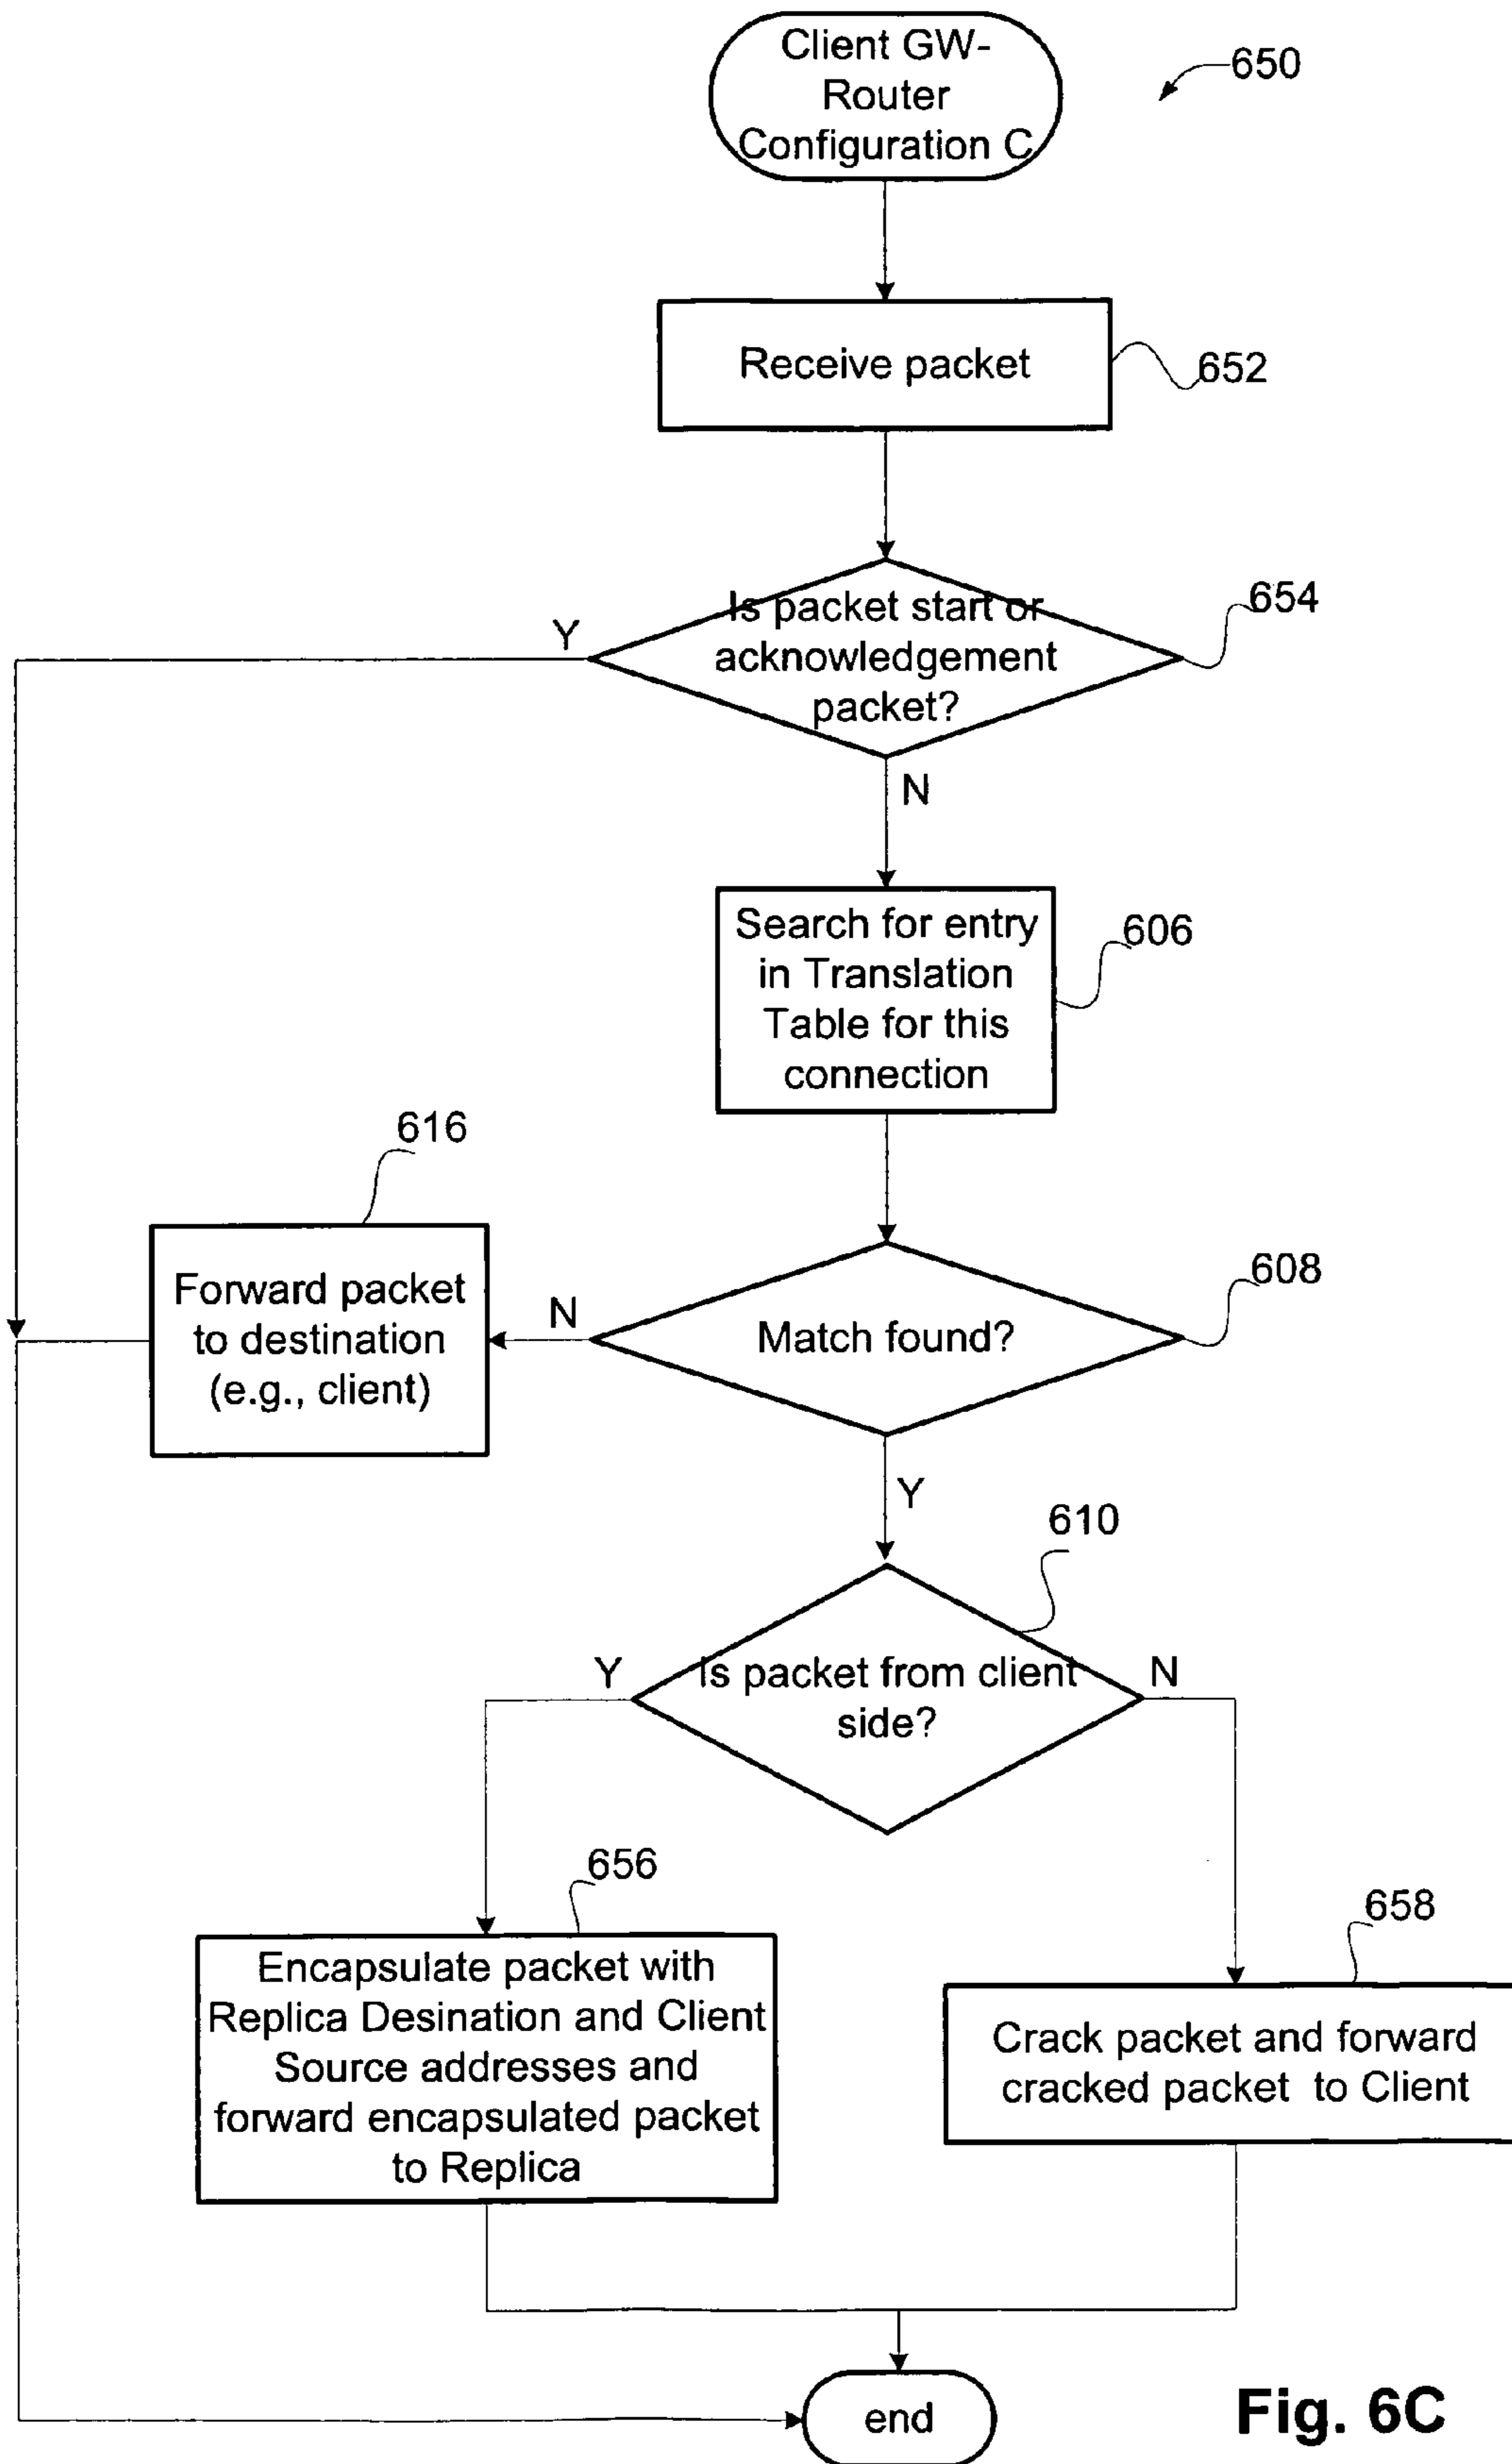 Client GW-
Router
Configuration C
650
Receive packet
652
Is packet start or
acknowledgement
packet?
654
Y
N
Search for entry
in Translation
Table for this
connection
606
616
Forward packet
to destination
(e.g., client)
N
Match found?
608
Y
610
Y
Is packet from client
side?
N
656
658
Encapsulate packet with
Replica Desination and Client
Source addresses and
forward encapsulated packet
to Replica
Crack packet and forward
cracked packet to Client
end
Fig. 6C